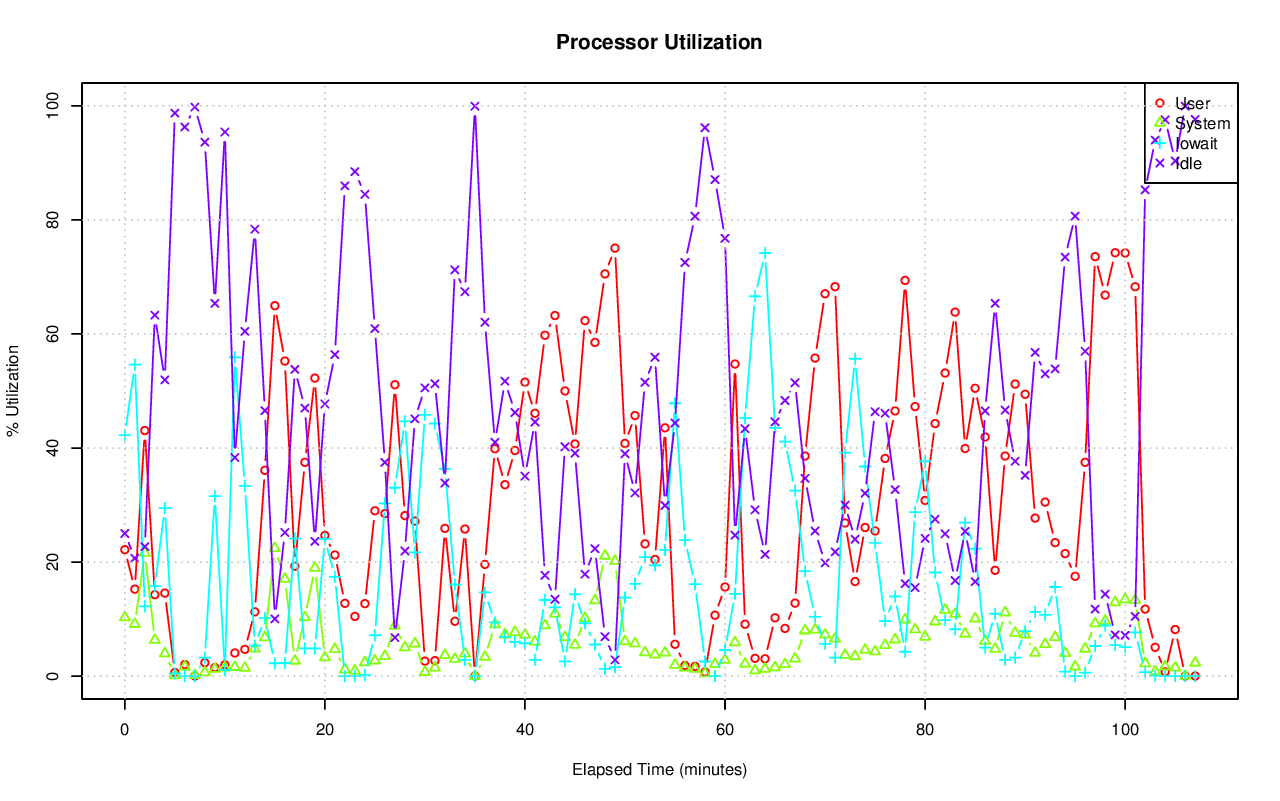 Processor Utilization
% Utilization
100
80
60
40
20
0
User
System
Iowait
Idle
0 20 40 60 80 100
Elapsed Time (minutes)